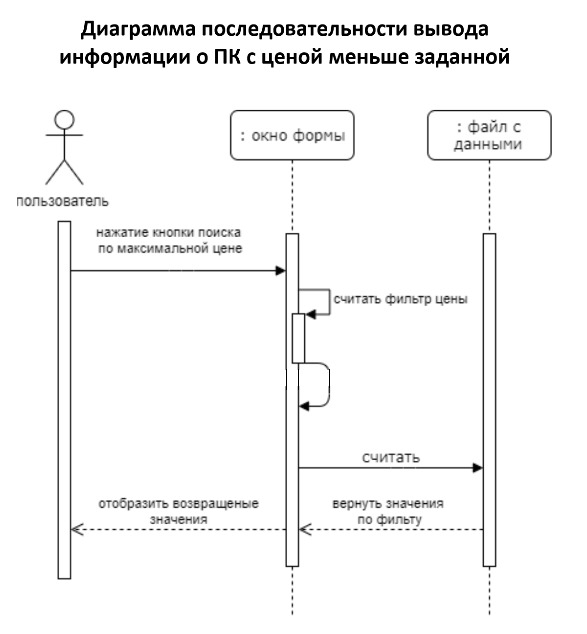 Диаграмма последовательности вывода
информации о ПК с ценой меньше заданной
: окно формы
: файл с
данными
пользователь
нажатие кнопки поиска
по максимальной цене
считать фильтр цены
считать
отобразить возвращеные
значения
вернуть значения
по фильту